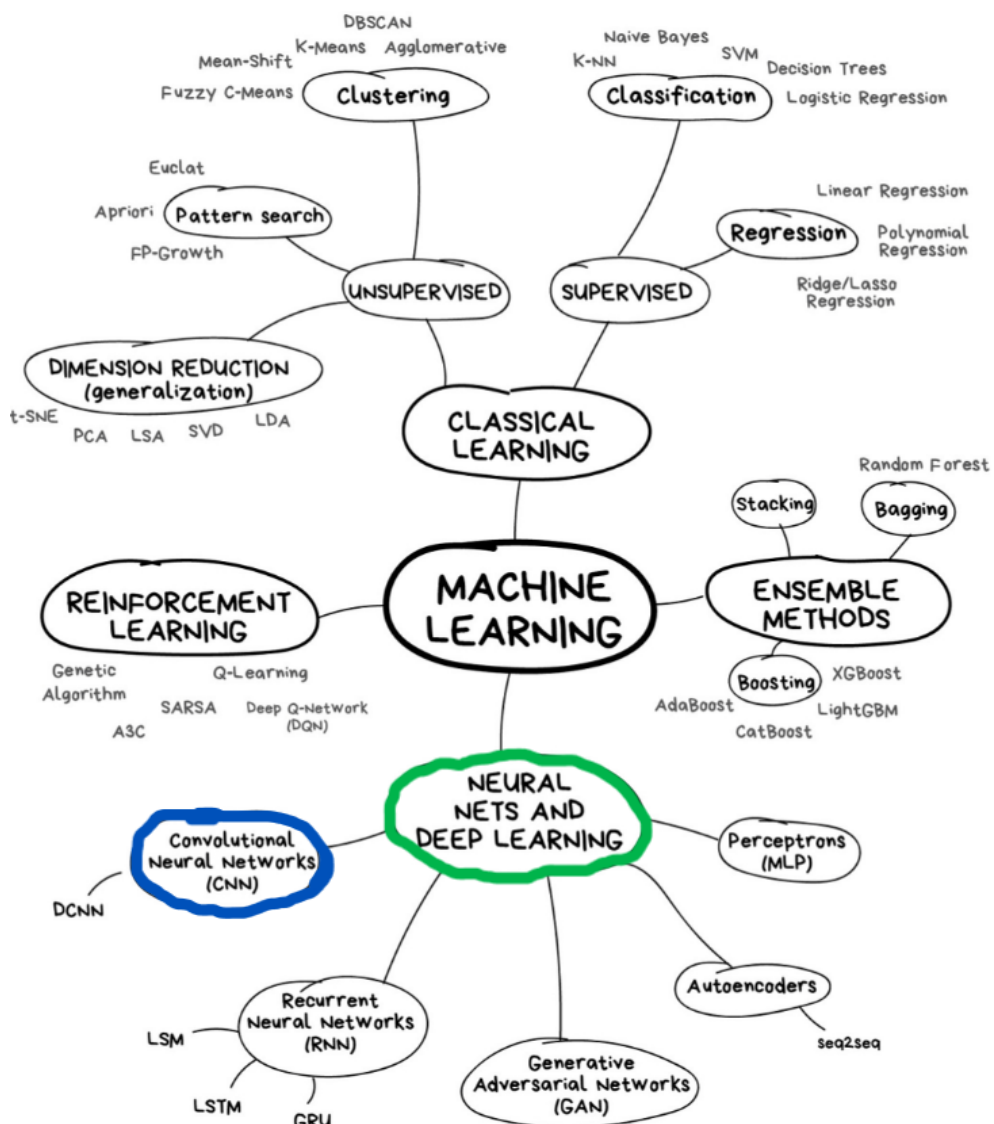 DBSCAN
K-Means
Agglomerative
Mean-Shift
Fuzzy C-Means
Clustering
Naive Bayes
K-NN
SVM
Decision Trees
Classification
Logistic Regression
Euclat
Apriori
Pattern search
FP-Growth
Linear Regression
Regression
Polynomial
Regression
Ridge/Lasso
Regression
UNSUPERVISED
SUPERVISED
DIMENSION REDUCTION
(generalization)
t-SNE
PCA
LSA
SVD
LDA
CLASSICAL
LEARNING
Random Forest
Stacking
Bagging
REINFORCEMENT
LEARNING
MACHINE
LEARNING
ENSEMBLE
METHODS
Genetic
Algorithm
Q-Learning
SARSA
Deep Q-Network
(DQN)
A3C
Boosting
XGBoost
AdaBoost
LightGBM
CatBoost
NEURAL
NETS AND
DEEP LEARNING
Convolutional
Neural Networks
(CNN)
DCNN
Perceptrons
(MLP)
Autoencoders
seq2seq
Recurrent
Neural Networks
(RNN)
LSM
LSTM
GRU
Generative
Adversarial Networks
(GAN)